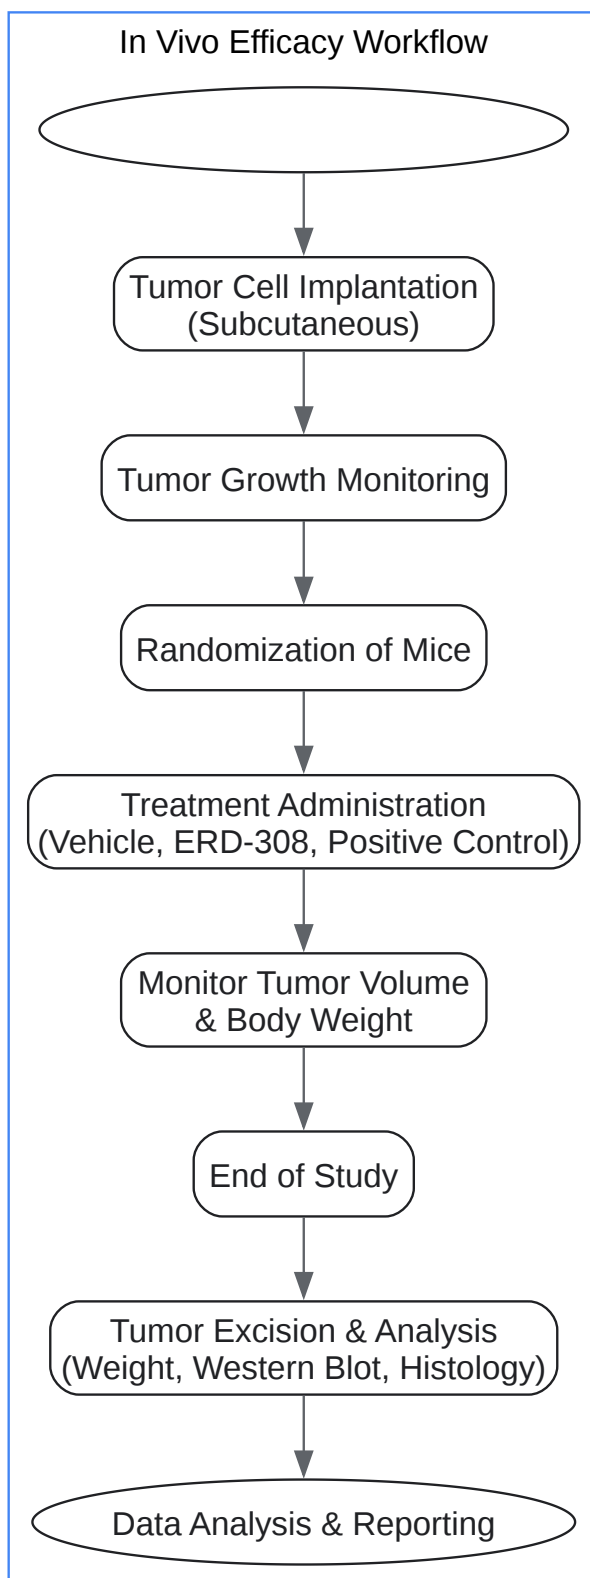 In Vivo Efficacy Workflow
Tumor Cell Implantation
(Subcutaneous)
Tumor Growth Monitoring
Randomization of Mice
Treatment Administration
(Vehicle, ERD-308, Positive Control)
Monitor Tumor Volume
& Body Weight
End of Study
Tumor Excision & Analysis
(Weight, Western Blot, Histology)
Data Analysis & Reporting